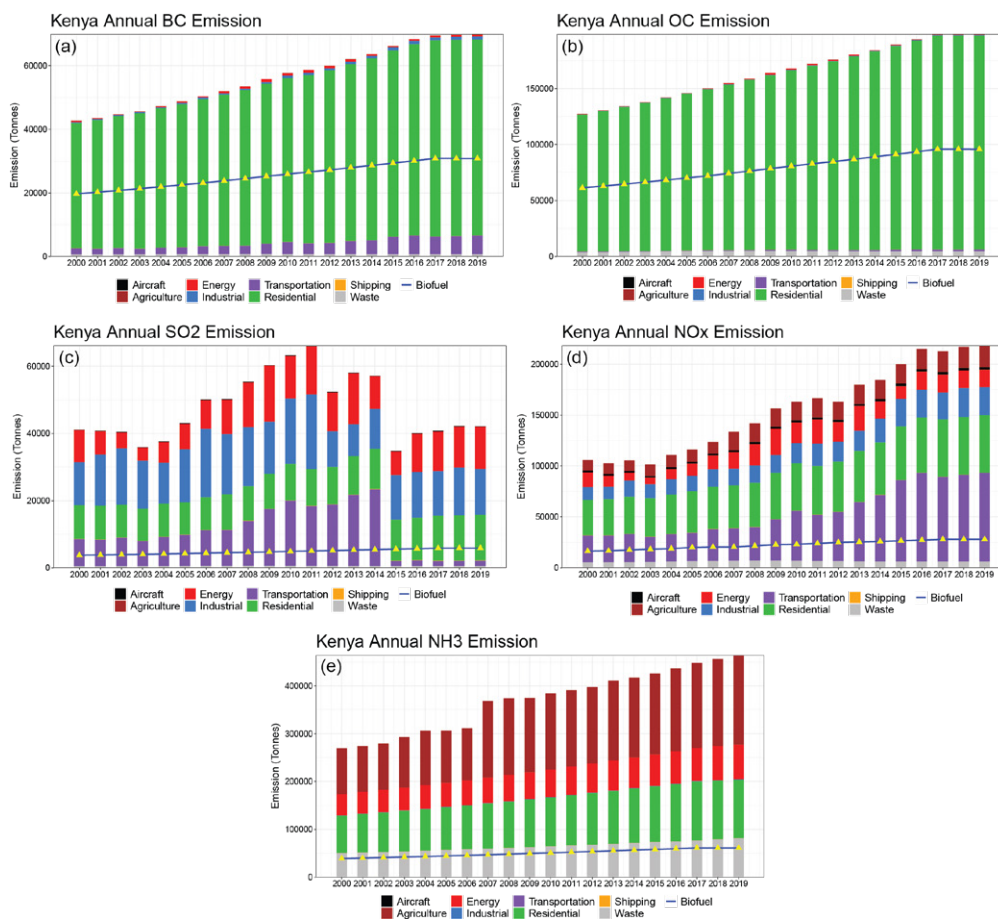 Kenya Annual BC Emission
(a)
Emission (Tonnes)
60000
40000
20000
0
2000 2001 2002 2003 2004 2005 2006 2007 2008 2009 2010 2011 2012 2013 2014 2015 2016 2017 2018 2019
Aircraft Energy Transportation Shipping Biofuel
Agriculture Industrial Residential Waste
Kenya Annual OC Emission
(b)
Emission (Tonnes)
150000
100000
50000
0
2000 2001 2002 2003 2004 2005 2006 2007 2008 2009 2010 2011 2012 2013 2014 2015 2016 2017 2018 2019
Aircraft Energy Transportation Shipping Biofuel
Agriculture Industrial Residential Waste
Kenya Annual SO2 Emission
(c)
Emission (Tonnes)
60000
40000
20000
0
2000 2001 2002 2003 2004 2005 2006 2007 2008 2009 2010 2011 2012 2013 2014 2015 2016 2017 2018 2019
Aircraft Energy Transportation Shipping Biofuel
Agriculture Industrial Residential Waste
Kenya Annual NOx Emission
(d)
Emission (Tonnes)
200000
150000
100000
50000
0
2000 2001 2002 2003 2004 2005 2006 2007 2008 2009 2010 2011 2012 2013 2014 2015 2016 2017 2018 2019
Aircraft Energy Transportation Shipping Biofuel
Agriculture Industrial Residential Waste
Kenya Annual NH3 Emission
(e)
Emission (Tonnes)
400000
300000
200000
100000
0
2000 2001 2002 2003 2004 2005 2006 2007 2008 2009 2010 2011 2012 2013 2014 2015 2016 2017 2018 2019
Aircraft Energy Transportation Shipping Biofuel
Agriculture Industrial Residential Waste